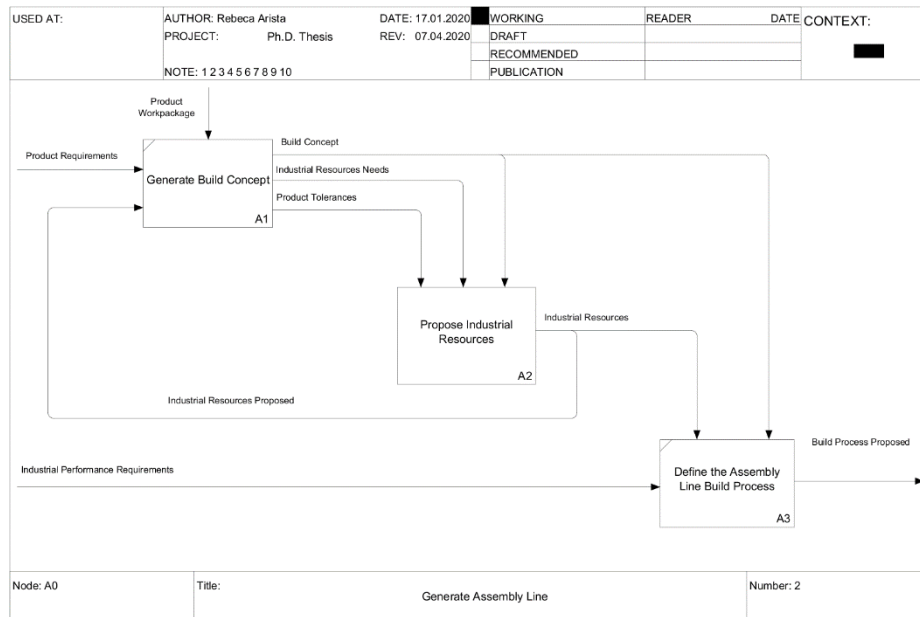 USED AT:
AUTHOR: Rebeca Arista
DATE: 17.01.2020
WORKING
READER
DATE
CONTEXT:
PROJECT:
Ph.D. Thesis
REV:
07.04.2020
DRAFT
RECOMMENDED
NOTE: 1 2 3 4 5 6 7 8 9 10
PUBLICATION
Product
Workpackage
Build Concept
Product Requirements
Industrial Resources Needs
Generate Build Concept
Product Tolerances
A1
Industrial Resources
Propose Industrial
Resources
A2
Industrial Resources Proposed
Build Process Proposed
Industrial Performance Requirements
Define the Assembly
Line Build Process
A3
Node: A0
Title:
Generate Assembly Line
Number: 2